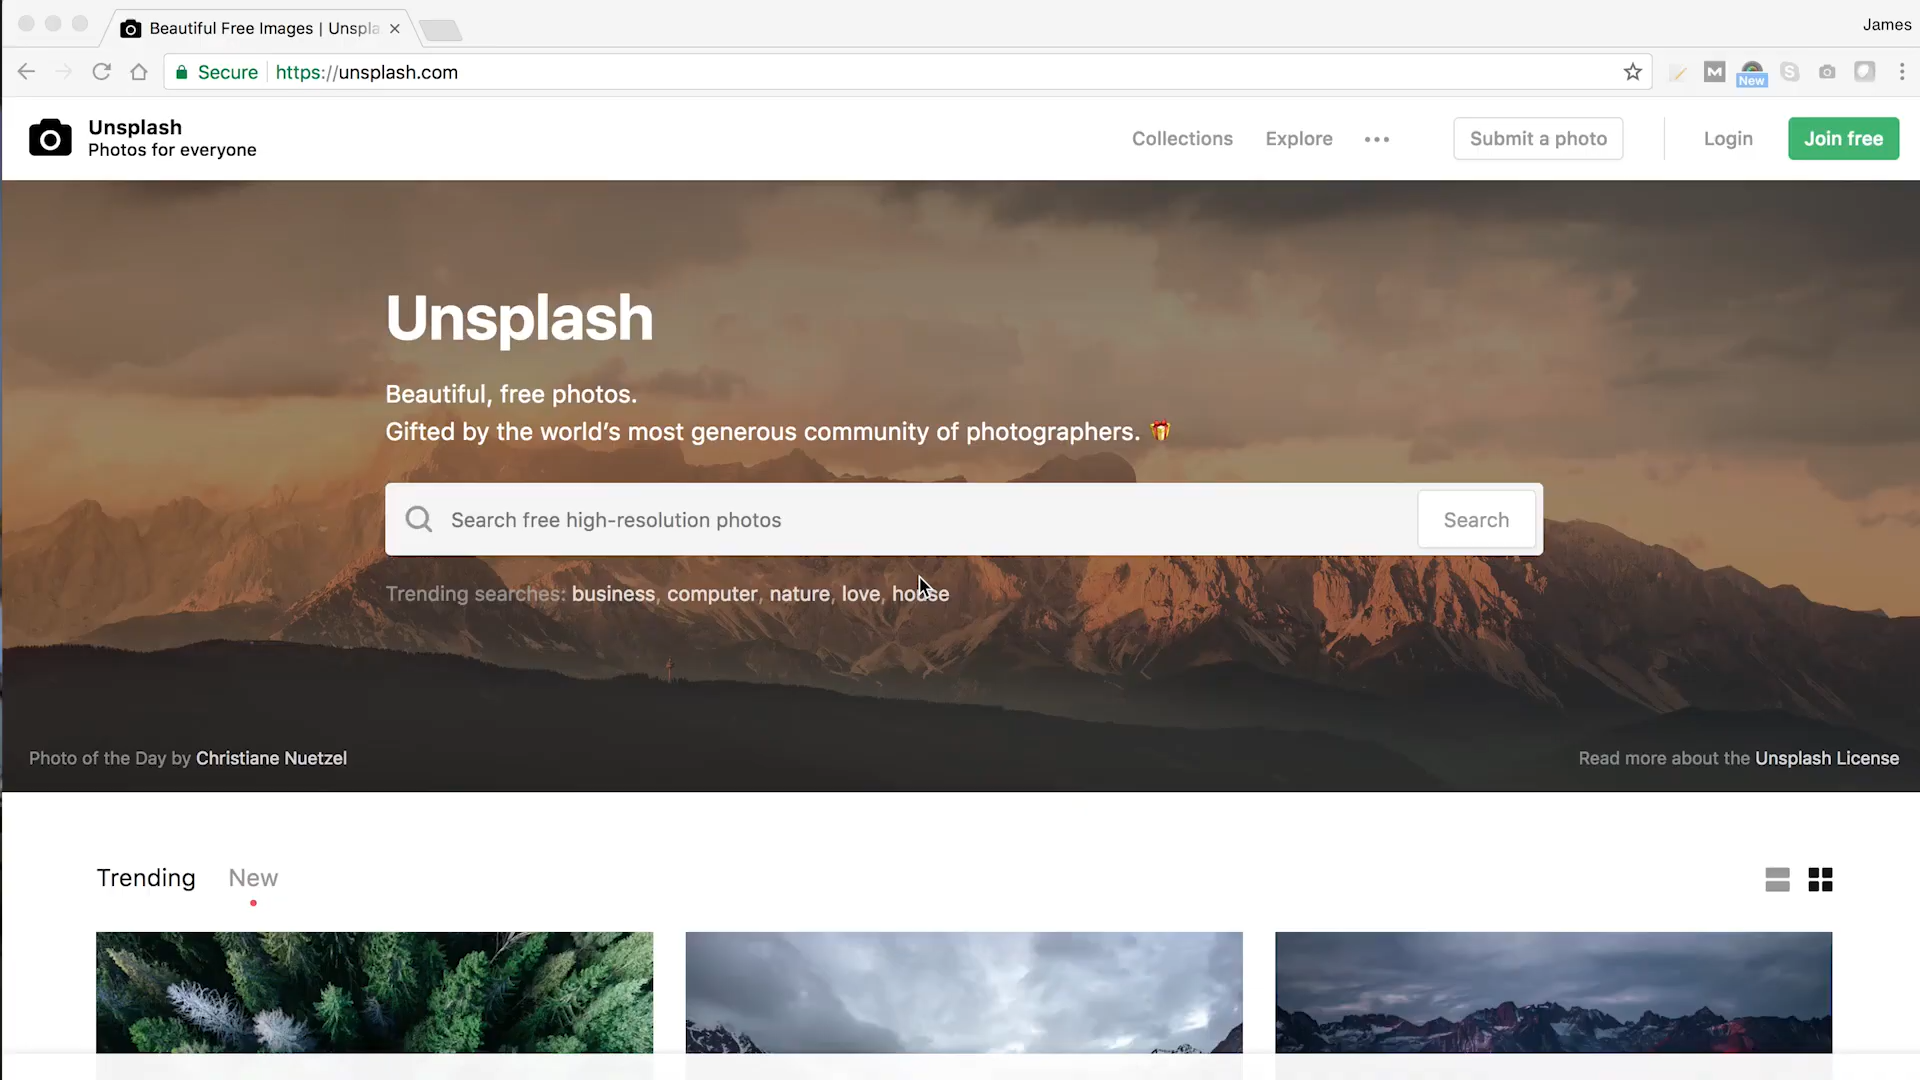 Beautiful Free Images | Unspla
James
Secure https://unsplash.com
New
Unsplash
Photos for everyone
Collections Explore Submit a photo Login Join free
Unsplash
Beautiful, free photos.
Gifted by the world’s most generous community of photographers.
Search free high-resolution photos Search
Trending searches: business, computer, nature, love, house
Photo of the Day by Christiane Nuetzel
Read more about the Unsplash License
Trending New